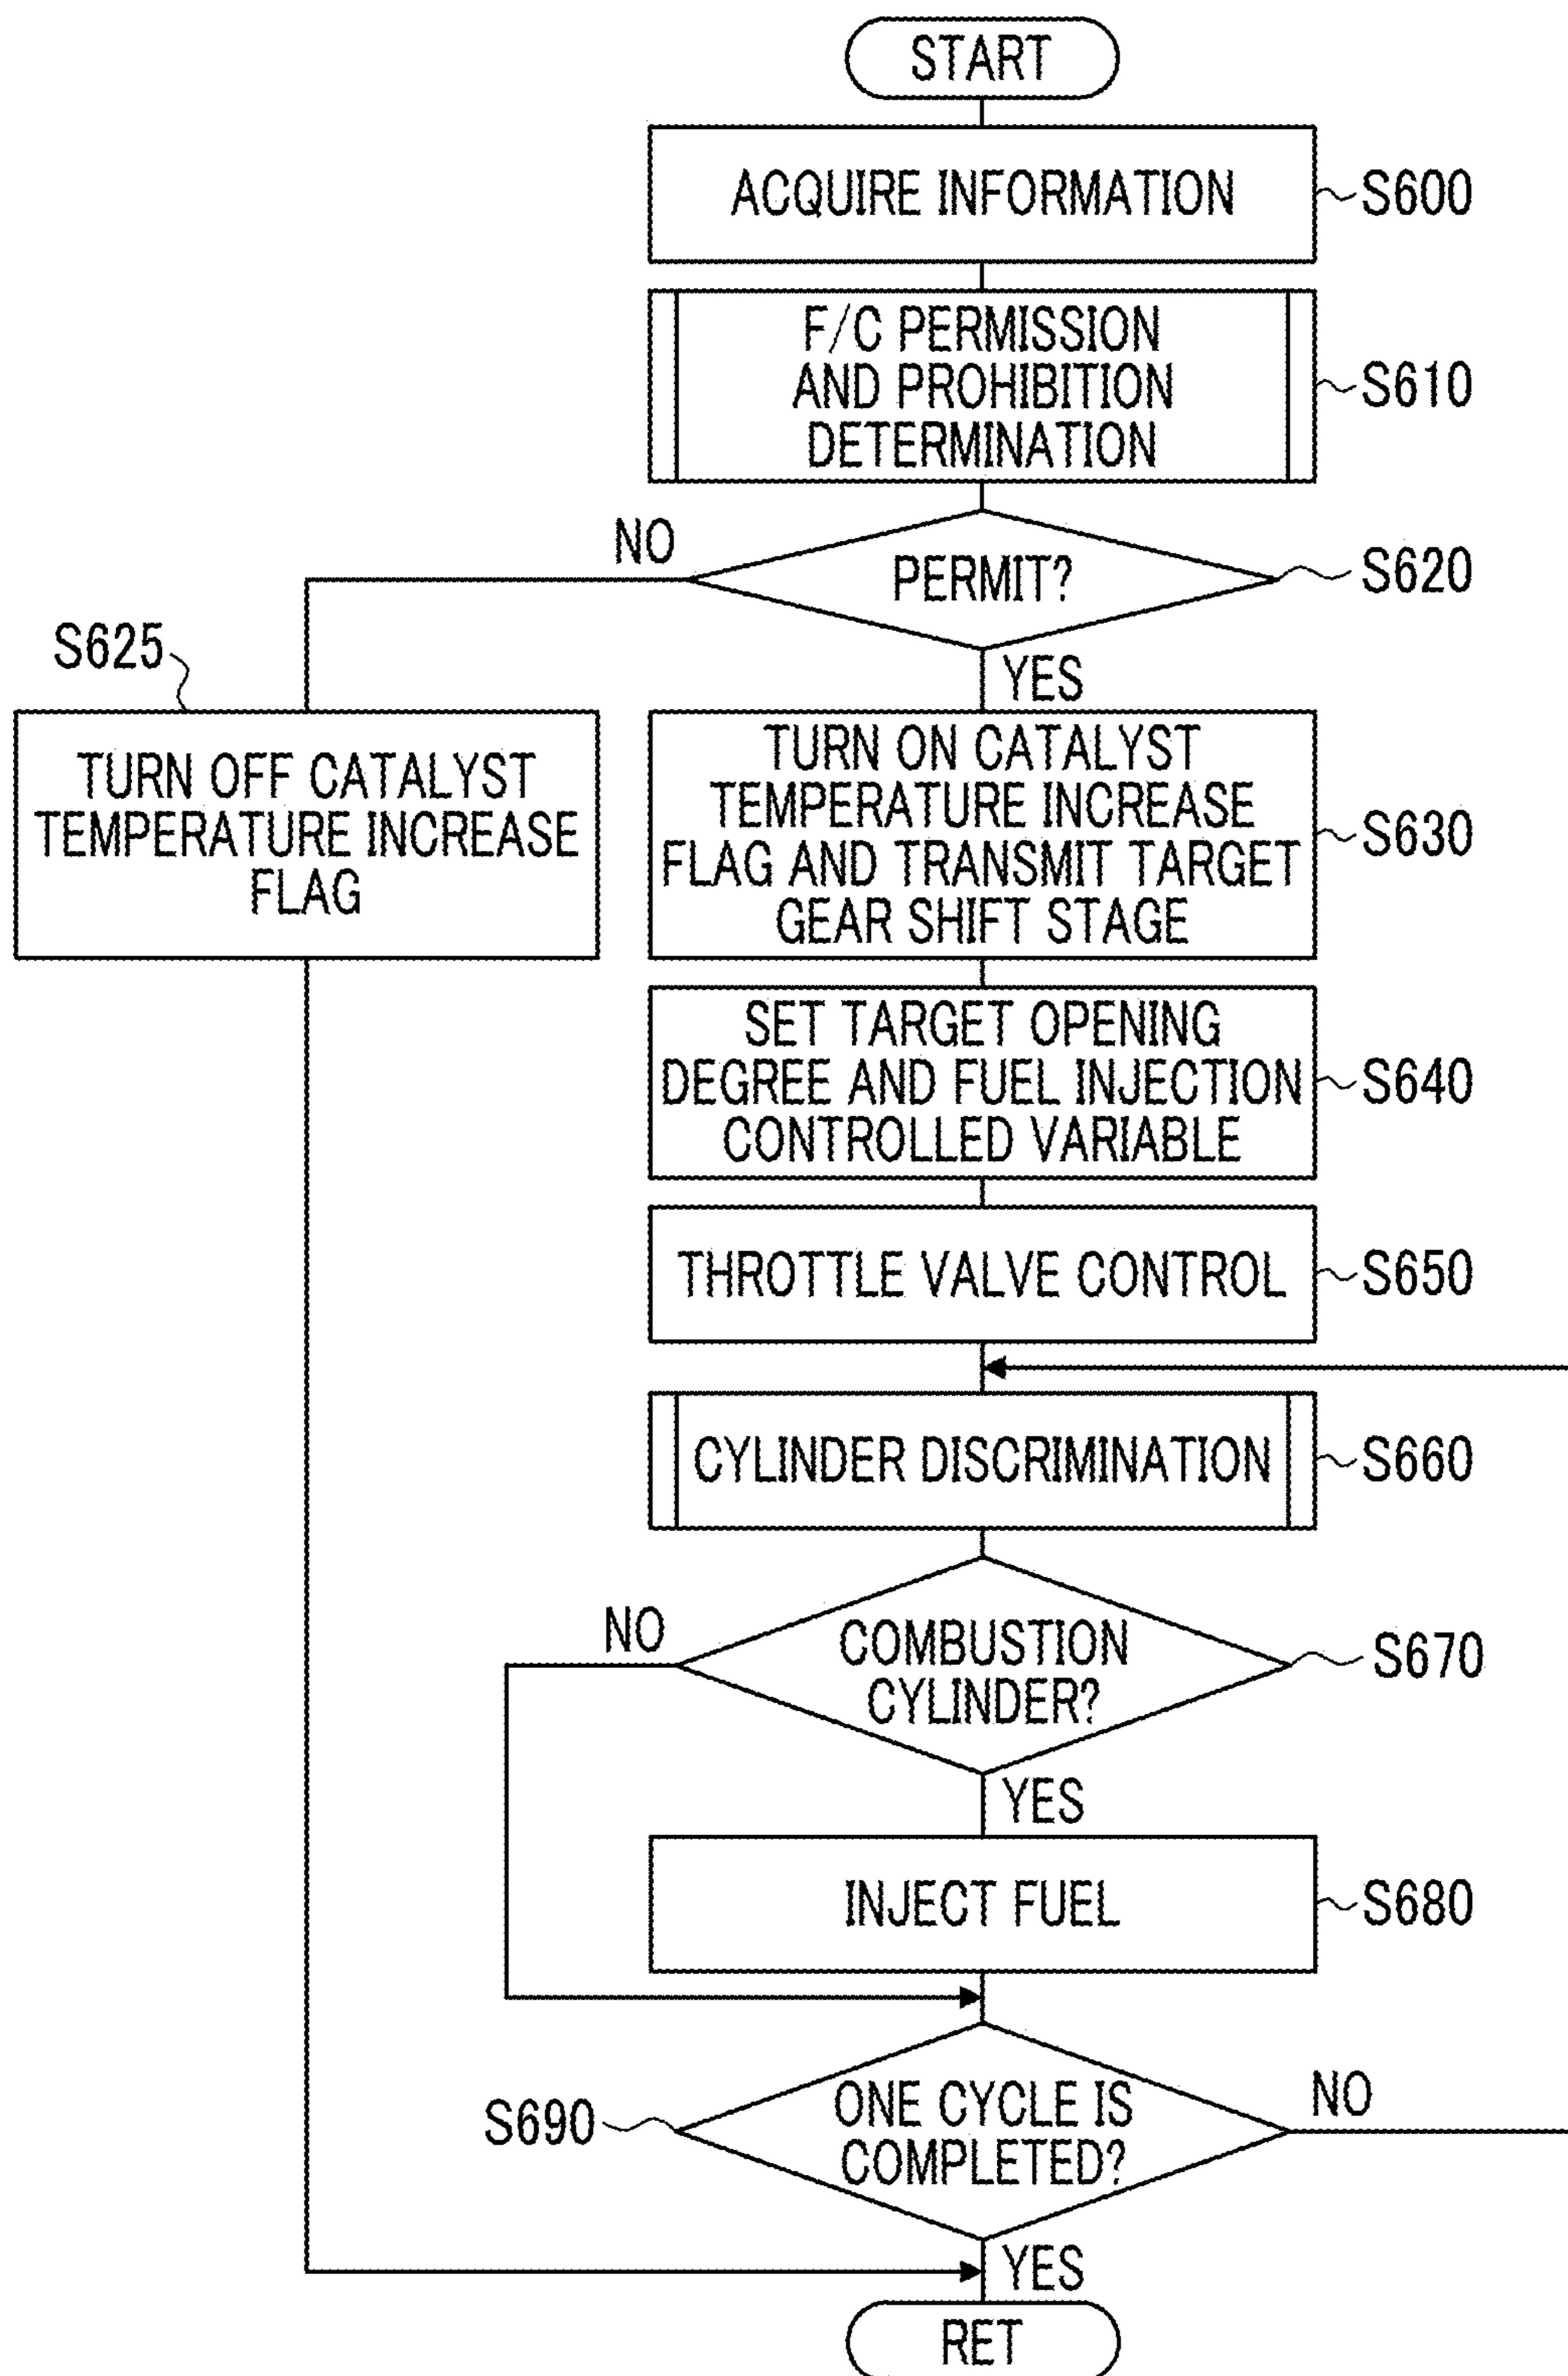 START
ACQUIRE INFORMATION
S600
F/C PERMISSION
AND PROHIBITION
DETERMINATION
S610
NO
PERMIT?
S620
YES
S625
TURN OFF CATALYST
TEMPERATURE INCREASE
FLAG
TURN ON CATALYST
TEMPERATURE INCREASE
FLAG AND TRANSMIT TARGET
GEAR SHIFT STAGE
S630
SET TARGET OPENING
DEGREE AND FUEL INJECTION
CONTROLLED VARIABLE
S640
THROTTLE VALVE CONTROL
S650
CYLINDER DISCRIMINATION
S660
NO
COMBUSTION
CYLINDER?
S670
YES
INJECT FUEL
S680
S690
ONE CYCLE IS
COMPLETED?
NO
YES
RET